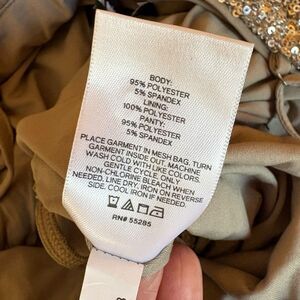 BODY:
95% POLYESTER
5% SPANDEX
LINING:
100% POLYESTER
PANTY:
95% POLYESTER
5% SPANDEX
PLACE GARMENT IN MESH BAG. TURN
GARMENT INSIDE OUT. MACHINE
WASH COLD WITH LIKE COLORS.
GENTLE CYCLE. ONLY
NON-CHLORINE BLEACH WHEN
NEEDED. LINE DRY. IRON ON REVERSE
SIDE. COOL IRON IF NEEDED.
RN# 55285